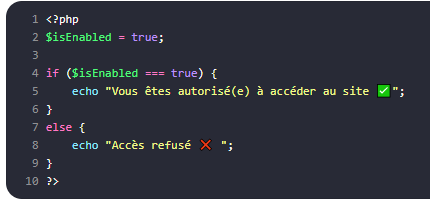 1 <?php
2 $isEnabled = true;
3
4 if ($isEnabled === true) {
5     echo "Vous êtes autorisé(e) à accéder au site ✅";
6 }
7 else {
8     echo "Accès refusé ❌ ";
9 }
10 ?>